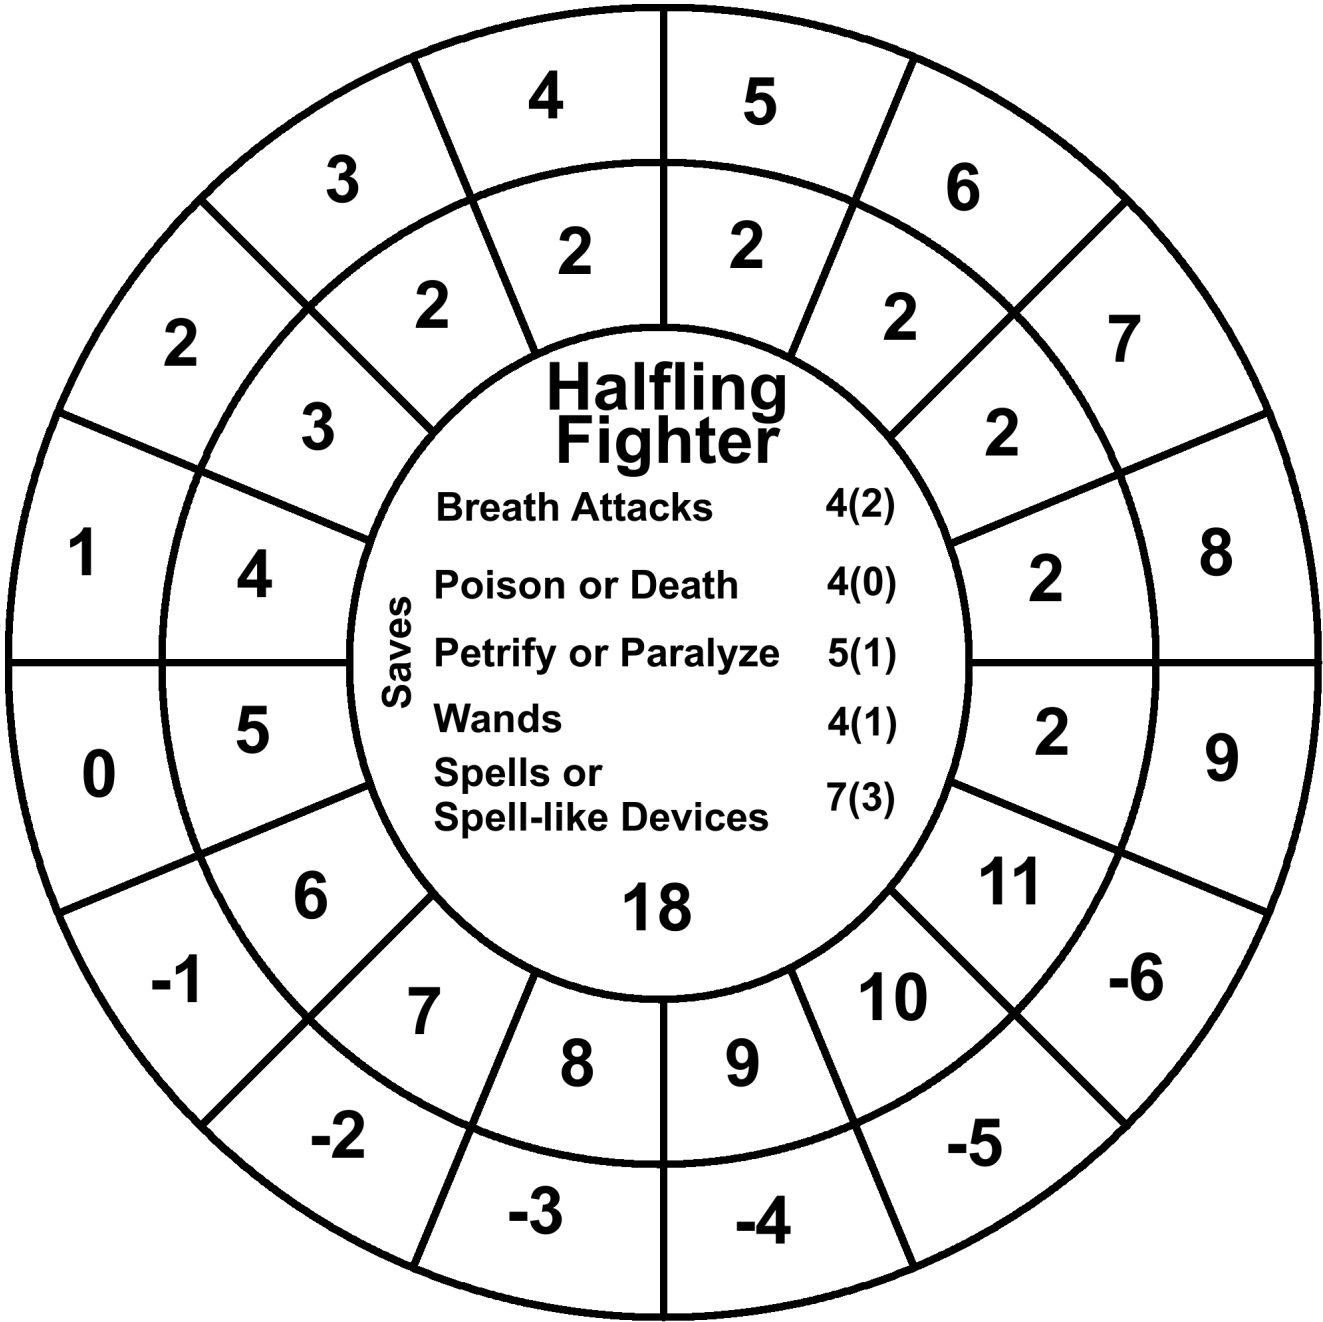 4 5
3 6
2 2
2 2
2 7
3 2
Halfling
Fighter
Breath Attacks 4(2)
1 8
4 2
Poison or Death 4(0)
Saves
Petrify or Paralyze 5(1)
Wands 4(1)
5 2
0 9
Spells or
Spell-like Devices 7(3)
6 11
18
-1 -6
7 10
8 9
-2 -5
-3 -4